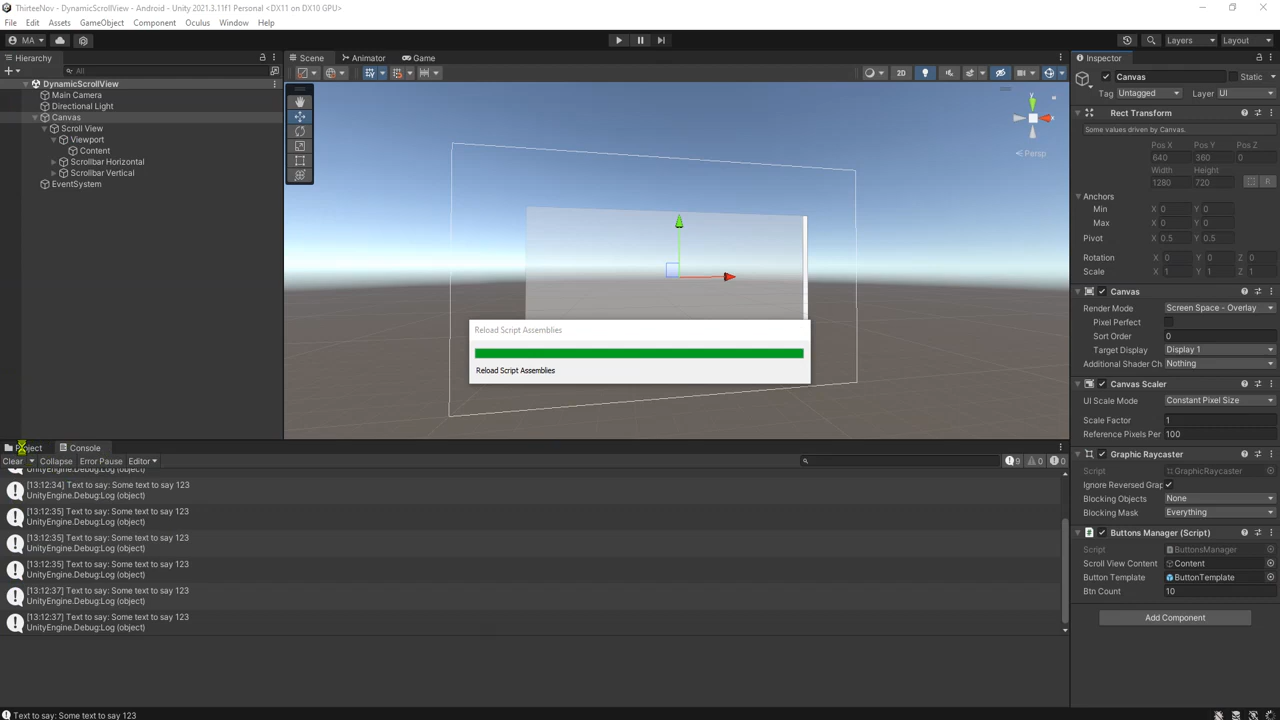 ThirteeNov - DynamicScrollView - Android - Unity 2021.3.11f1 Personal <DX11 on DX10 GPU>
File Edit Assets GameObject Component Oculus Window Help
MA Layers Layout
Hierarchy Scene Animator Game Inspector
All
2D
DynamicScrollView
Main Camera
Directional Light
Canvas
Scroll View
Viewport
Content
Scrollbar Horizontal
Scrollbar Vertical
EventSystem
y
x
Persp
Reload Script Assemblies
Reload Script Assemblies
Canvas Static
Tag Untagged Layer UI
Rect Transform
Some values driven by Canvas.
Pos X Pos Y Pos Z
640 360 0
Width Height
1280 720 R
Anchors
Min X 0 Y 0
Max X 0 Y 0
Pivot X 0.5 Y 0.5
Rotation X 0 Y 0 Z 0
Scale X 1 Y 1 Z 1
Canvas
Render Mode Screen Space - Overlay
Pixel Perfect
Sort Order 0
Target Display Display 1
Additional Shader Ch Nothing
Canvas Scaler
UI Scale Mode Constant Pixel Size
Scale Factor 1
Reference Pixels Per 100
Graphic Raycaster
Script GraphicRaycaster
Ignore Reversed Grap
Blocking Objects None
Blocking Mask Everything
Buttons Manager (Script)
Script ButtonsManager
Scroll View Content Content
Button Template ButtonTemplate
Btn Count 10
Add Component
Project Console
Clear Collapse Error Pause Editor 9 0 0
UnityEngine.Debug:Log (object)
[13:12:34] Text to say: Some text to say 123
UnityEngine.Debug:Log (object)
[13:12:35] Text to say: Some text to say 123
UnityEngine.Debug:Log (object)
[13:12:35] Text to say: Some text to say 123
UnityEngine.Debug:Log (object)
[13:12:35] Text to say: Some text to say 123
UnityEngine.Debug:Log (object)
[13:12:37] Text to say: Some text to say 123
UnityEngine.Debug:Log (object)
[13:12:37] Text to say: Some text to say 123
UnityEngine.Debug:Log (object)
Text to say: Some text to say 123